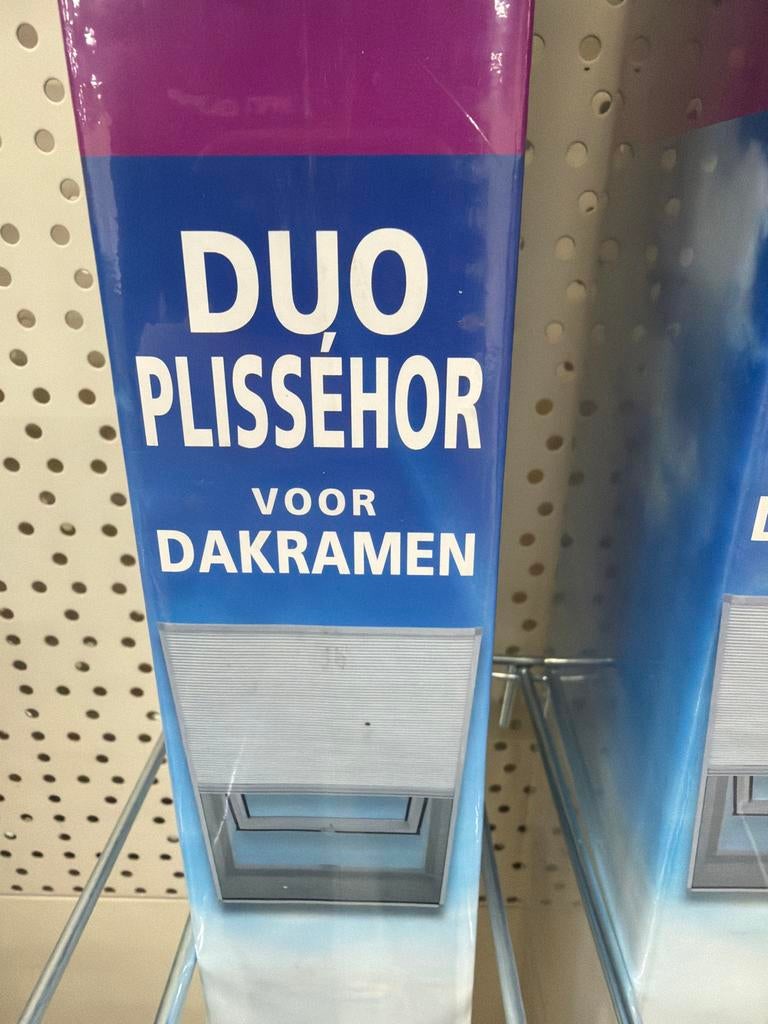 DUO
PLISSÉHOR
VOOR
DAKRAMEN